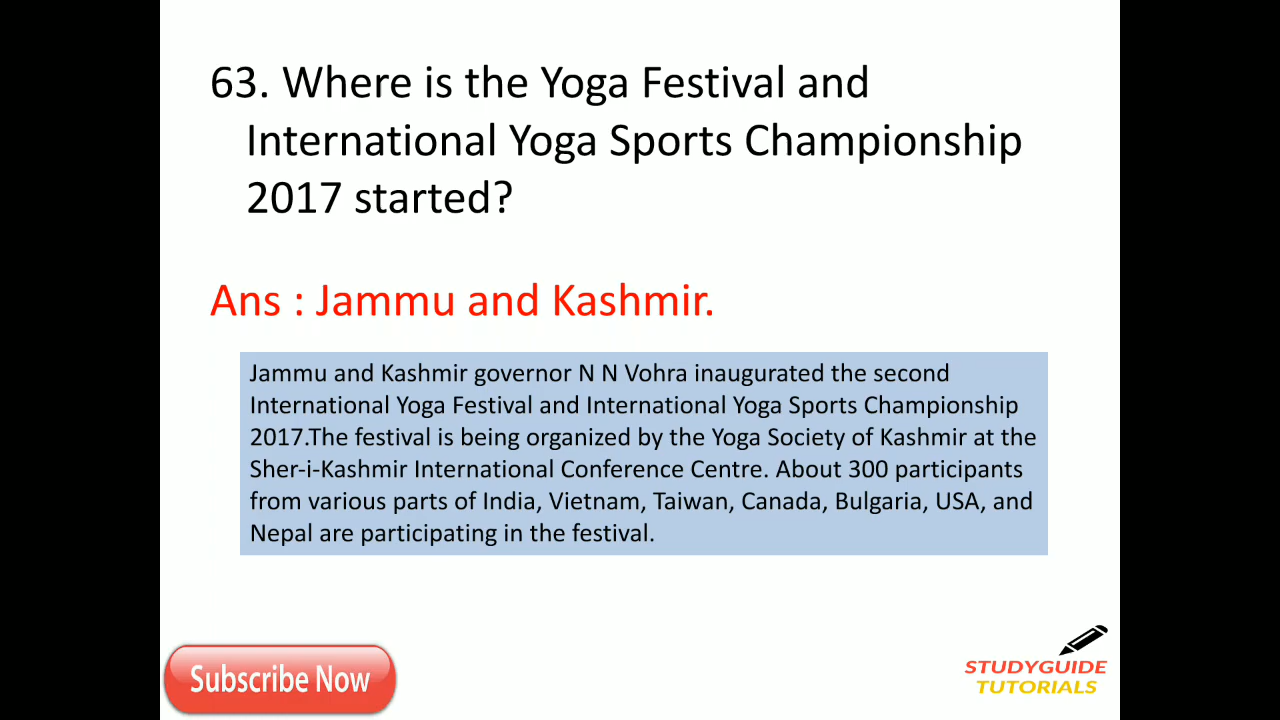 63. Where is the Yoga Festival and
International Yoga Sports Championship
2017 started?
Ans : Jammu and Kashmir.
Jammu and Kashmir governor N N Vohra inaugurated the second
International Yoga Festival and International Yoga Sports Championship
2017.The festival is being organized by the Yoga Society of Kashmir at the
Sher-i-Kashmir International Conference Centre. About 300 participants
from various parts of India, Vietnam, Taiwan, Canada, Bulgaria, USA, and
Nepal are participating in the festival.
Subscribe Now
STUDYGUIDE
TUTORIALS